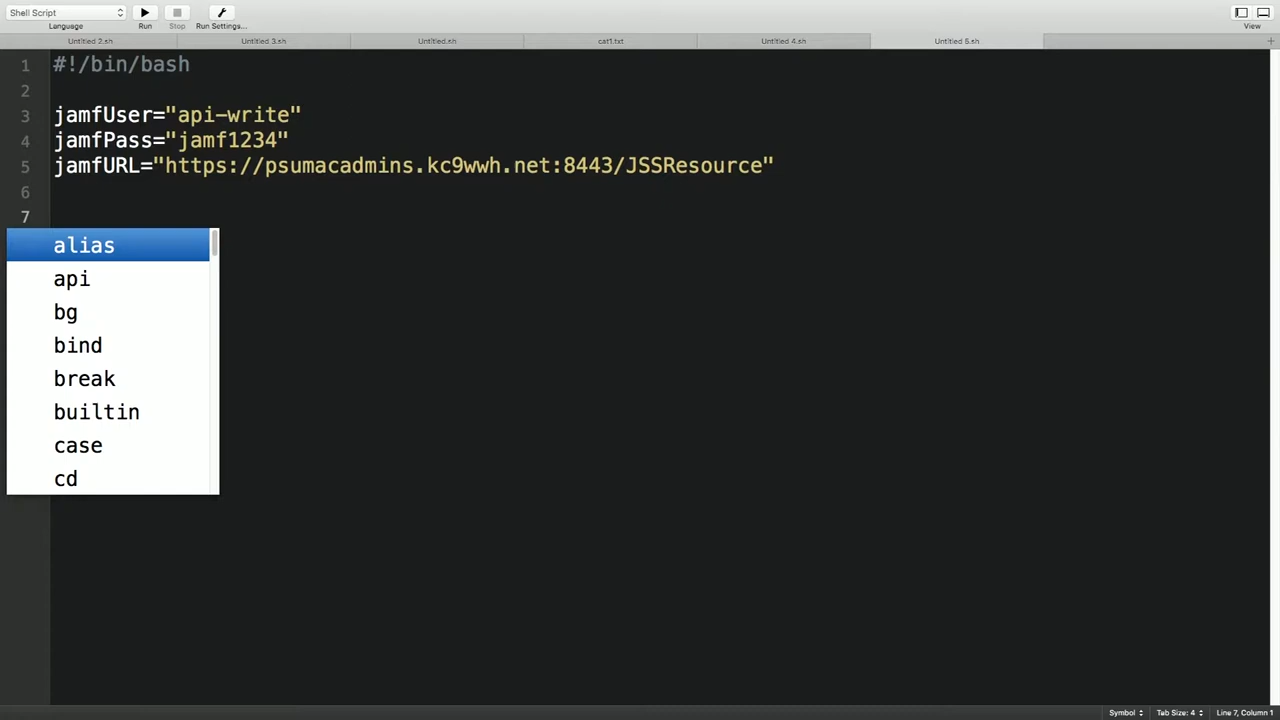 Shell Script
Language
Run
Stop
Run Settings...
View
Untitled 2.sh
Untitled 3.sh
Untitled.sh
cat1.txt
Untitled 4.sh
Untitled 5.sh
+
1 #!/bin/bash
2
3 jamfUser="api-write"
4 jamfPass="jamf1234"
5 jamfURL="https://psumacadmins.kc9wwh.net:8443/JSSResource"
6
7
alias
api
bg
bind
break
builtin
case
cd
Symbol
Tab Size: 4
Line 7, Column 1